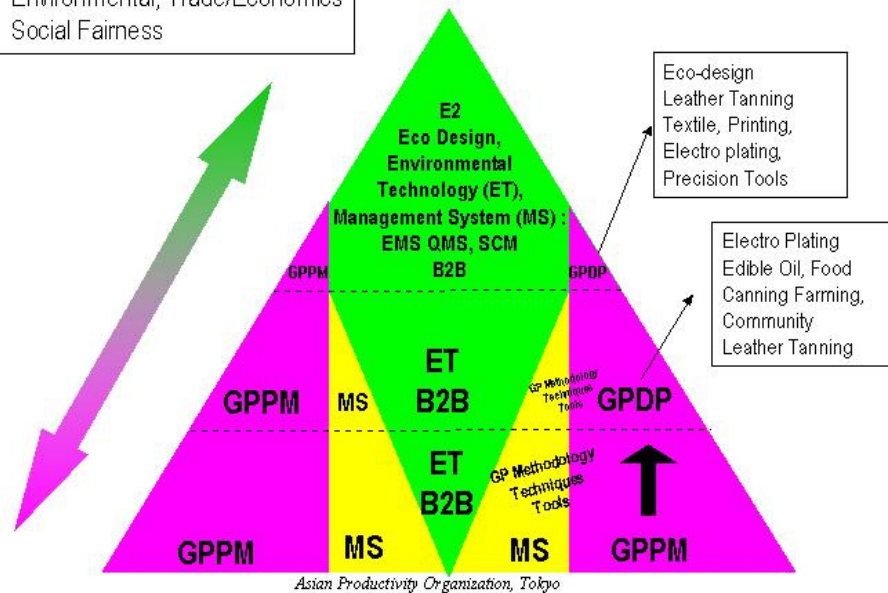 Environmental, Trade/Economics
Social Fairness
Eco-design
Leather Tanning
Textile, Printing,
Electro plating,
Precision Tools
E2
Eco Design,
Environmental
Technology (ET),
Management System (MS) :
EMS QMS, SCM
B2B
GPPM
GPDP
Electro Plating
Edible Oil, Food
Canning Farming,
Community
Leather Tanning
GPPM
MS
ET
B2B
GP Methodology
Techniques
Tools
GPDP
GPPM
MS
ET
B2B
GP Methodology
Techniques
Tools
MS
GPPM
Asian Productivity Organization, Tokyo